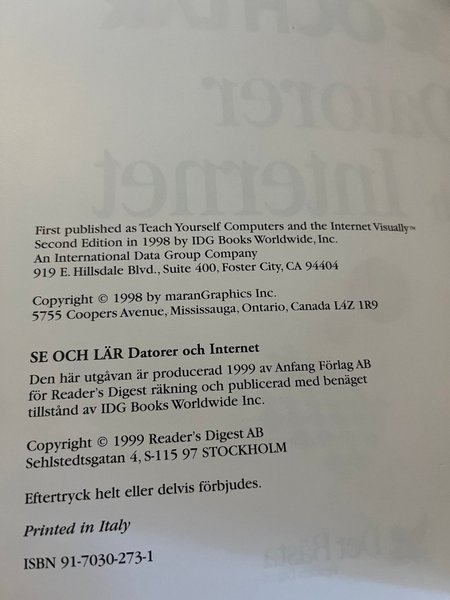 First published as Teach Yourself Computers and the Internet Visually™
Second Edition in 1998 by IDG Books Worldwide, Inc.
An International Data Group Company
919 E. Hillsdale Blvd., Suite 400, Foster City, CA 94404
Copyright © 1998 by maranGraphics Inc.
5755 Coopers Avenue, Mississauga, Ontario, Canada L4Z 1R9
SE OCH LÄR Datorer och Internet
Den här utgåvan är producerad 1999 av Anfang Förlag AB
för Reader's Digest räkning och publicerad med benäget
tillstånd av IDG Books Worldwide Inc.
Copyright © 1999 Reader's Digest AB
Sehlstedtsgatan 4, S-115 97 STOCKHOLM
Eftertryck helt eller delvis förbjudes.
Printed in Italy
ISBN 91-7030-273-1